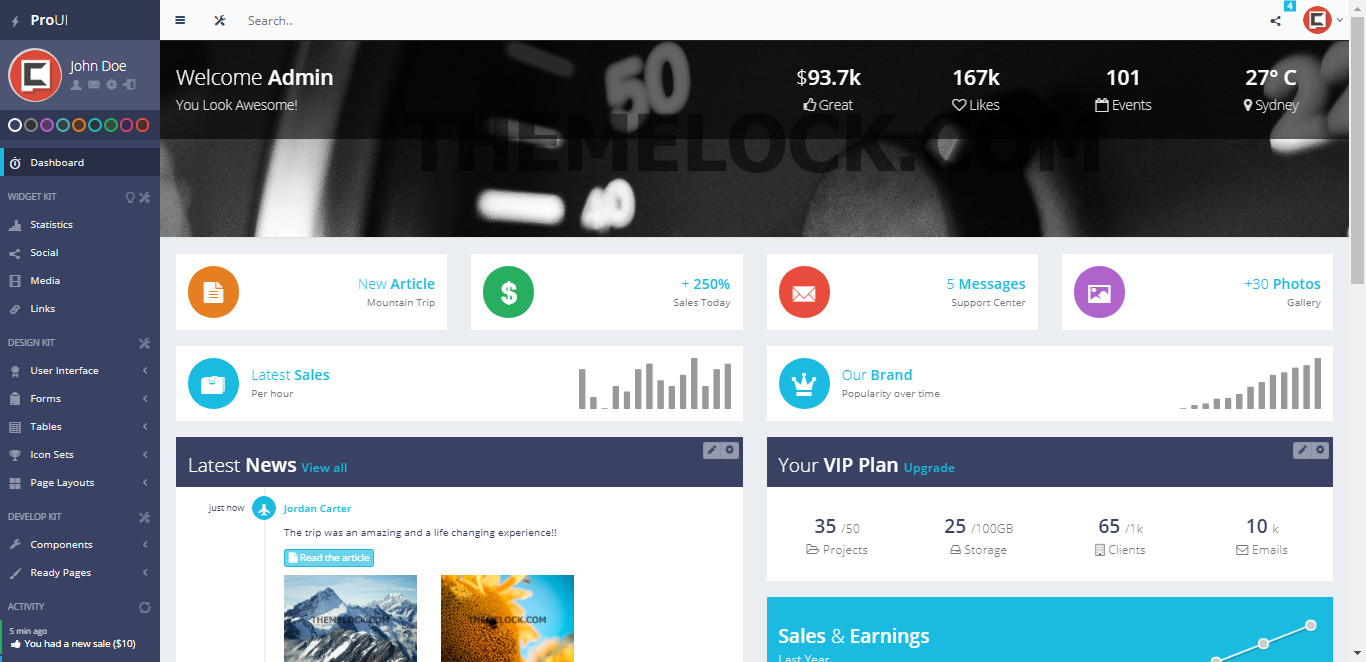 ProUI
Search..
4
John Doe
Welcome Admin
You Look Awesome!
$93.7k
Great
167k
Likes
101
Events
27° C
Sydney
50
40
THEMELOCK.COM
Dashboard
WIDGET KIT
Statistics
Social
Media
Links
DESIGN KIT
User Interface
Forms
Tables
Icon Sets
Page Layouts
DEVELOP KIT
Components
Ready Pages
ACTIVITY
5 min ago
You had a new sale ($10)
New Article
Mountain Trip
+ 250%
Sales Today
5 Messages
Support Center
+30 Photos
Gallery
Latest Sales
Per hour
Our Brand
Popularity over time
Latest News View all
just now
Jordan Carter
The trip was an amazing and a life changing experience!!
Read the article
THEMELOCK.COM
THEMELOCK.COM
Your VIP Plan Upgrade
35 /50
Projects
25 /100GB
Storage
65 /1k
Clients
10 k
Emails
Sales & Earnings
Last Year